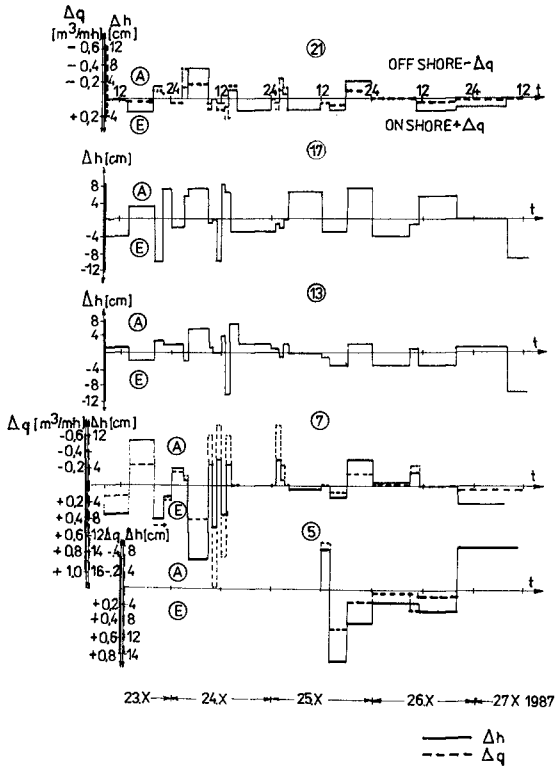 Δq Δh
[m³/mh] [cm]
㉑
- 0,6 12
- 0,4 8
- 0,2 4
A
OFF SHORE-Δq
12 24 12 24 12 24 12 24 12 t
+0,2 4
E
ON SHORE+Δq
Δh[cm]
⑰
8
4
A
t
-4
-8
-12
E
Δh[cm]
⑬
8
4
A
t
-4
-8
-12
E
Δq [m³/mh] Δh[cm]
⑦
-0,6 12
-0,4 8
-0,2 4
A
t
+0,2 4
+0,4 8
+0,6 12
+0,8 14
+1,0 16
E
Δq Δh[cm]
⑤
-.4 8
-.2 4
A
t
+0,2 4
+0,4 8
+0,6 12
+0,8 14
E
23.X 24.X 25.X 26.X 27 X 1987
Δh
Δq